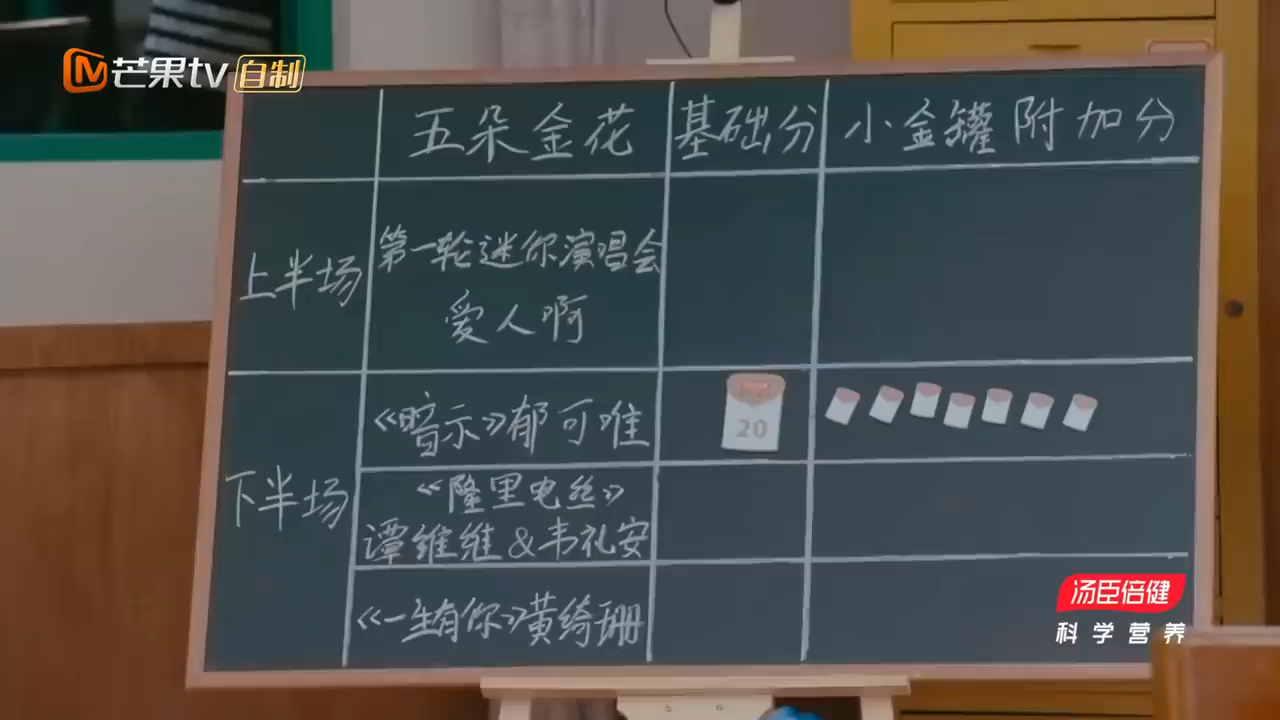 芒果tv 自制
五朵金花 基础分 小金罐附加分
上半场
第一轮迷你演唱会
爱人啊
下半场
《暗示》郁可唯
20
《隆里电丝》
谭维维&韦礼安
《一生有你》黄绮珊
汤臣倍健
科学营养